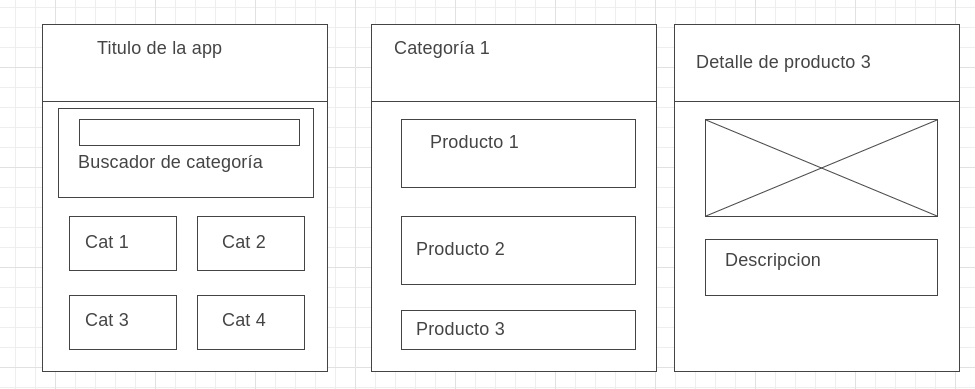 Titulo de la app
Buscador de categoría
Cat 1
Cat 2
Cat 3
Cat 4
Categoría 1
Producto 1
Producto 2
Producto 3
Detalle de producto 3
Descripcion